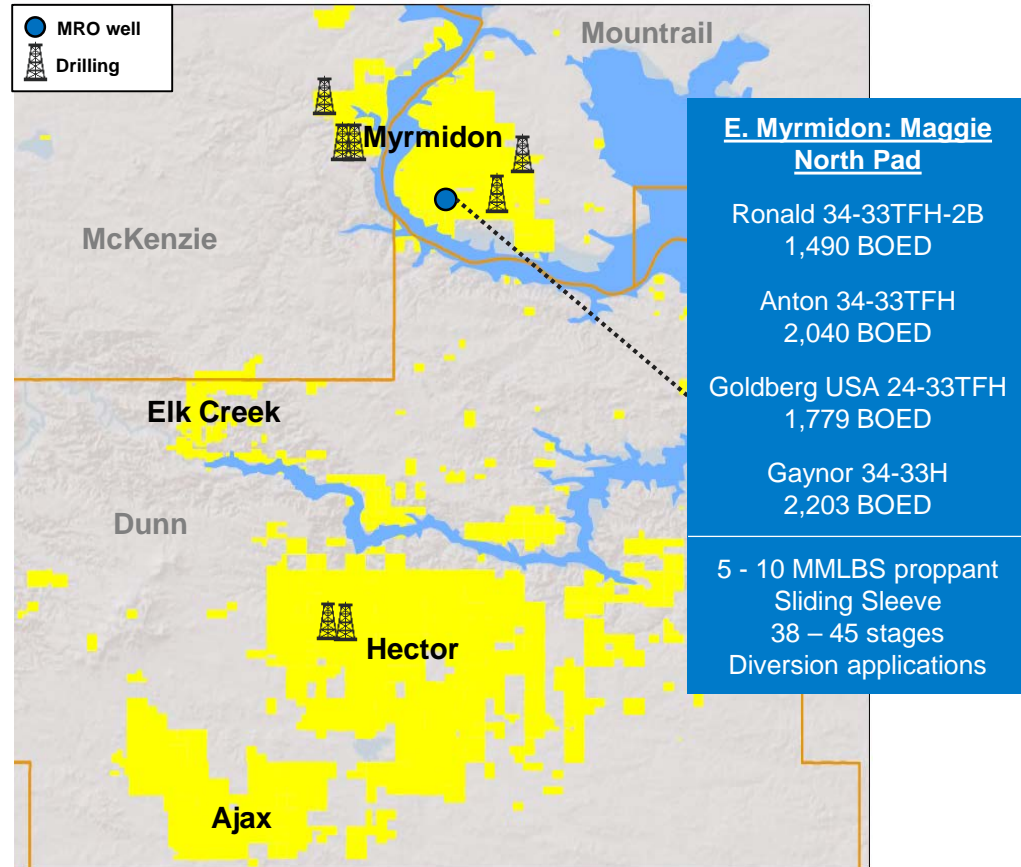 MRO well
Drilling
Mountrail
Myrmidon
McKenzie
Elk Creek
Dunn
Hector
Ajax
E. Myrmidon: Maggie
North Pad
Ronald 34-33TFH-2B
1,490 BOED
Anton 34-33TFH
2,040 BOED
Goldberg USA 24-33TFH
1,779 BOED
Gaynor 34-33H
2,203 BOED
5 - 10 MMLBS proppant
Sliding Sleeve
38 – 45 stages
Diversion applications